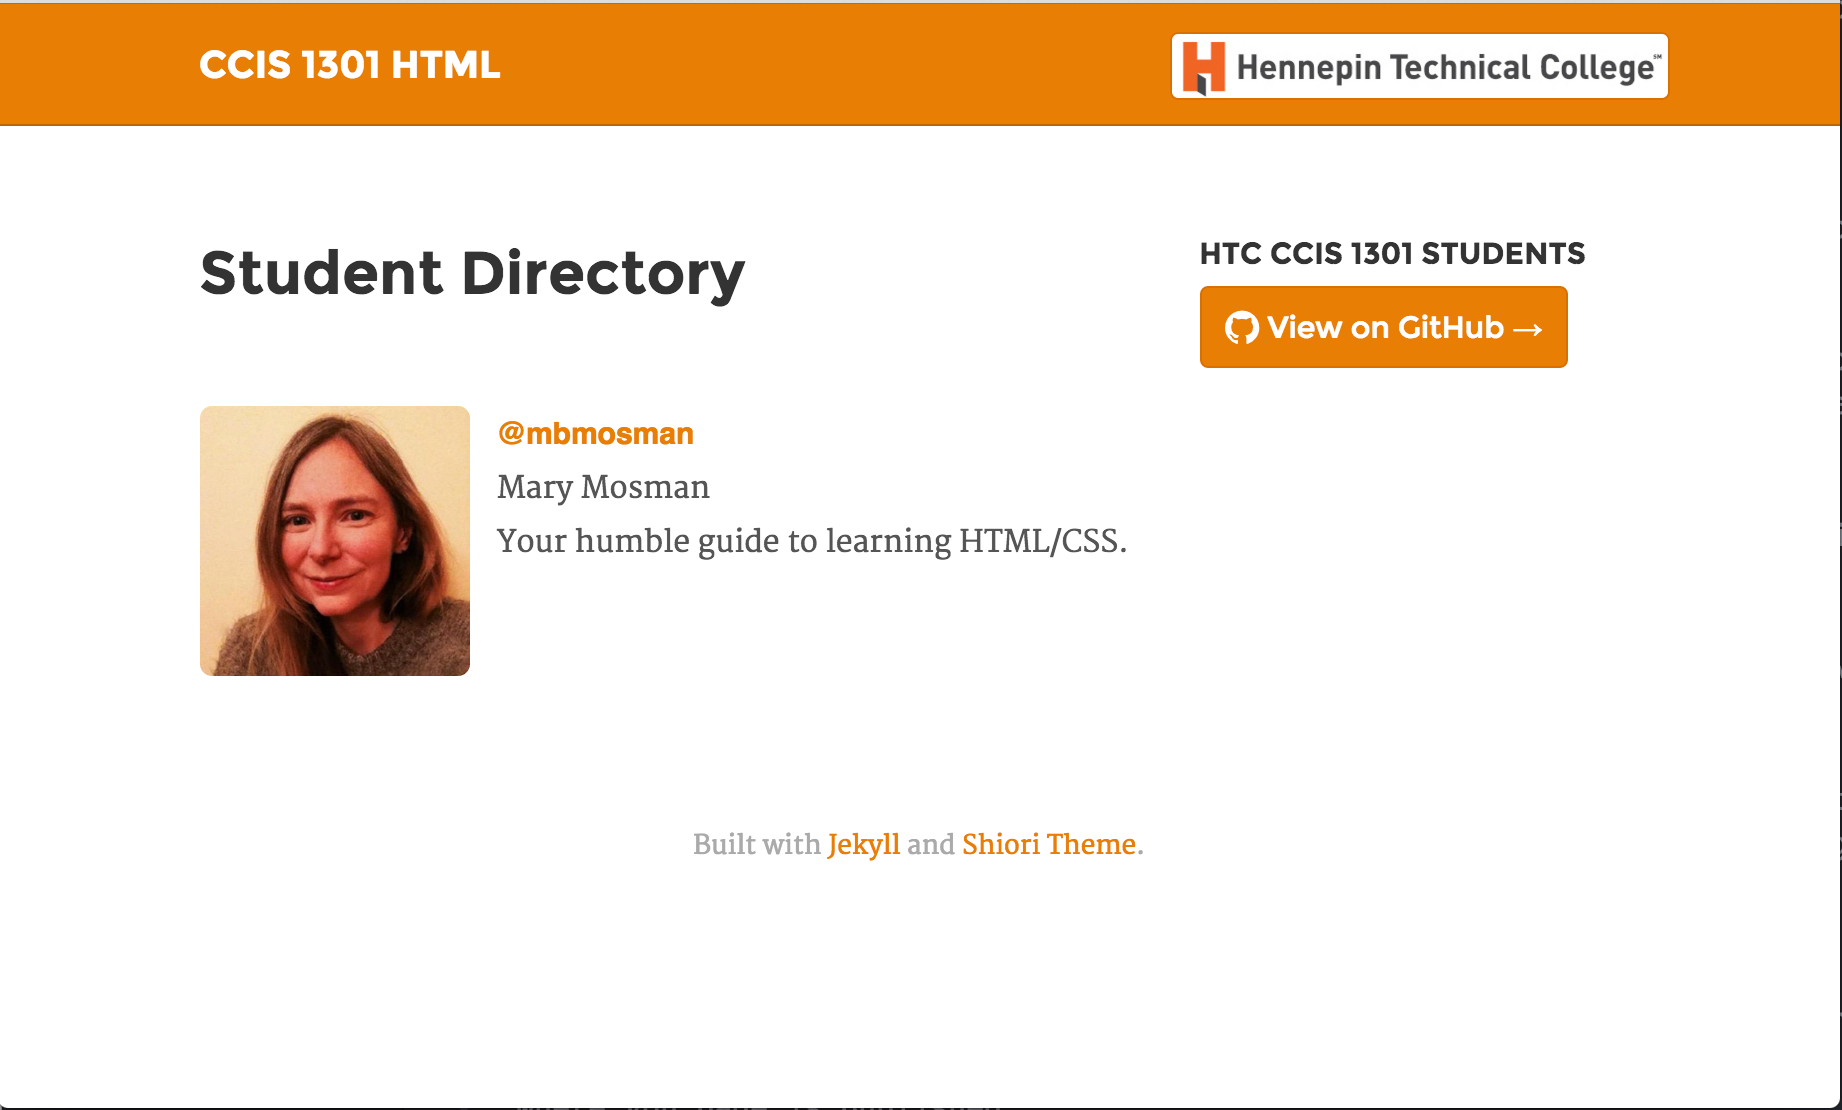 CCIS 1301 HTML
Hennepin Technical College℠
Student Directory
HTC CCIS 1301 STUDENTS
View on GitHub →
@mbmosman
Mary Mosman
Your humble guide to learning HTML/CSS.
Built with Jekyll and Shiori Theme.